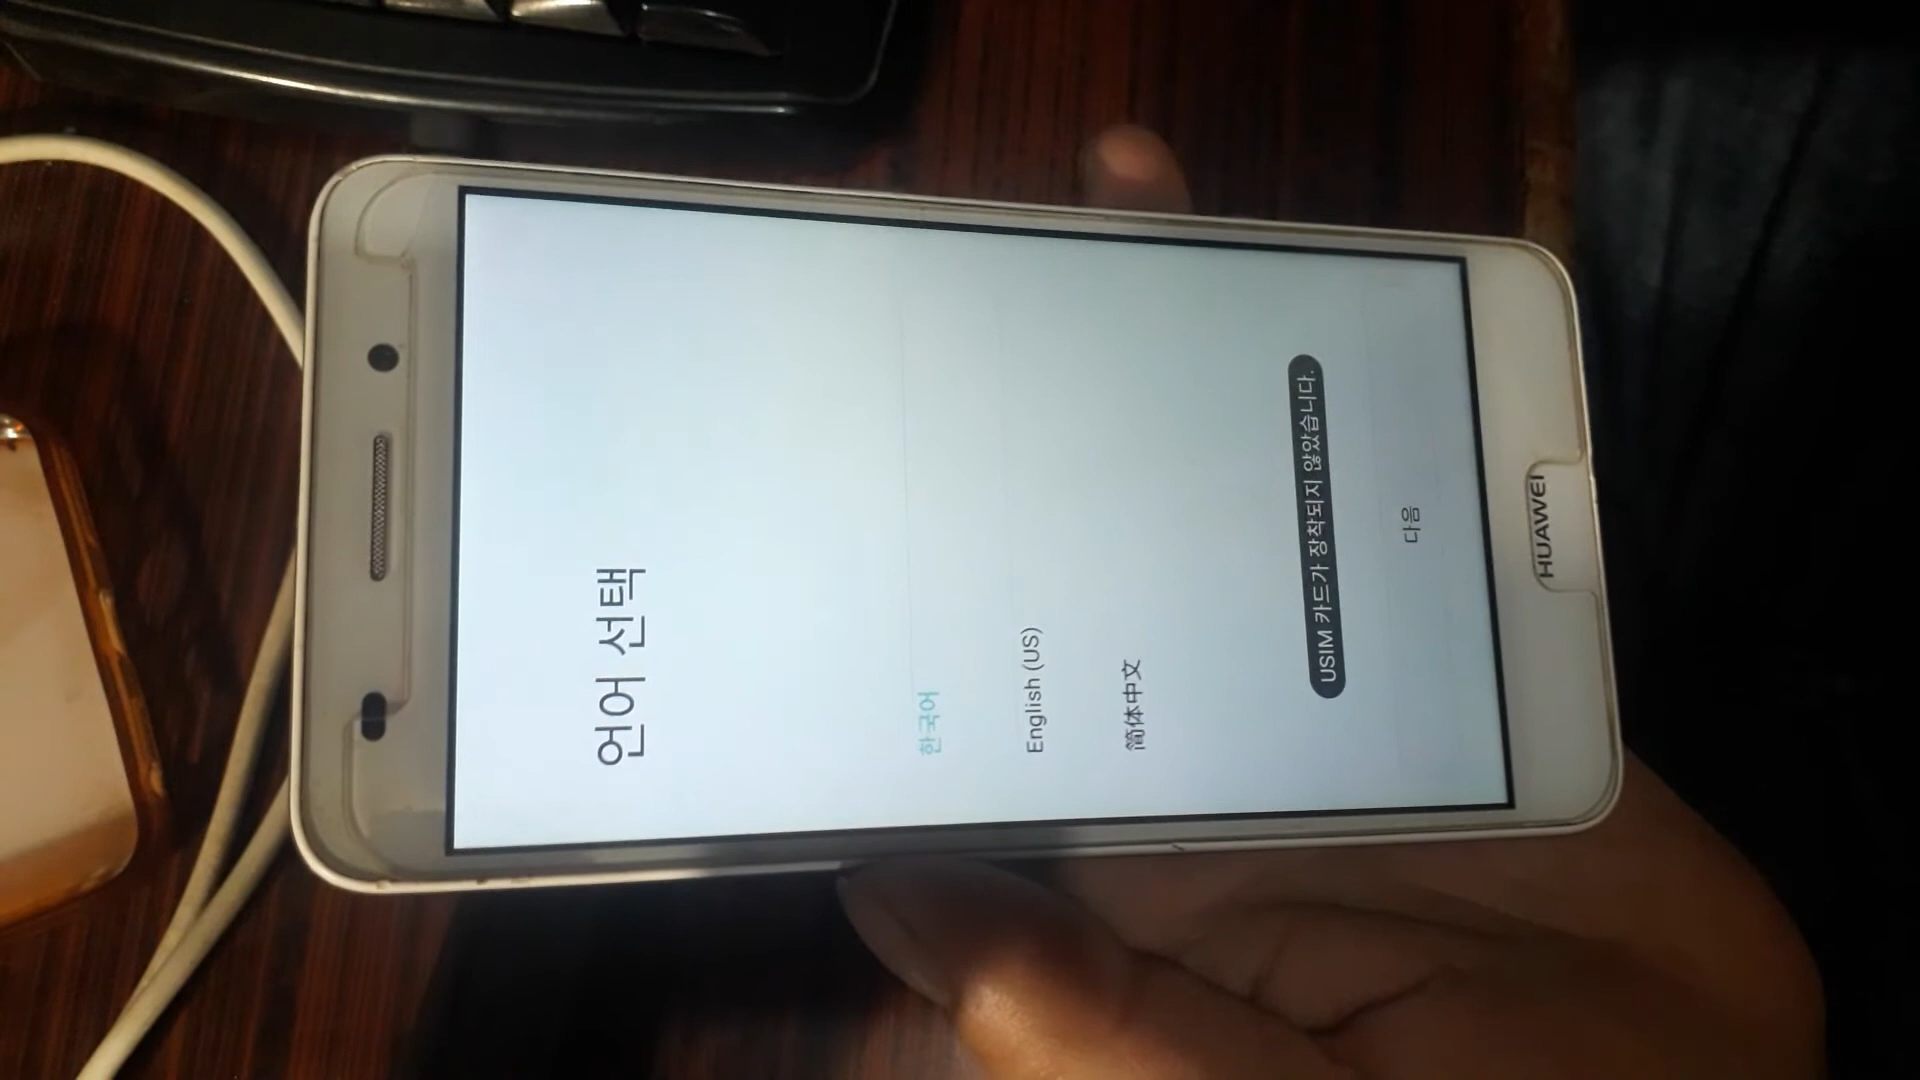 언어 선택
한국어
English (US)
简体中文
USIM 카드가 장착되지 않았습니다.
다음
HUAWEI